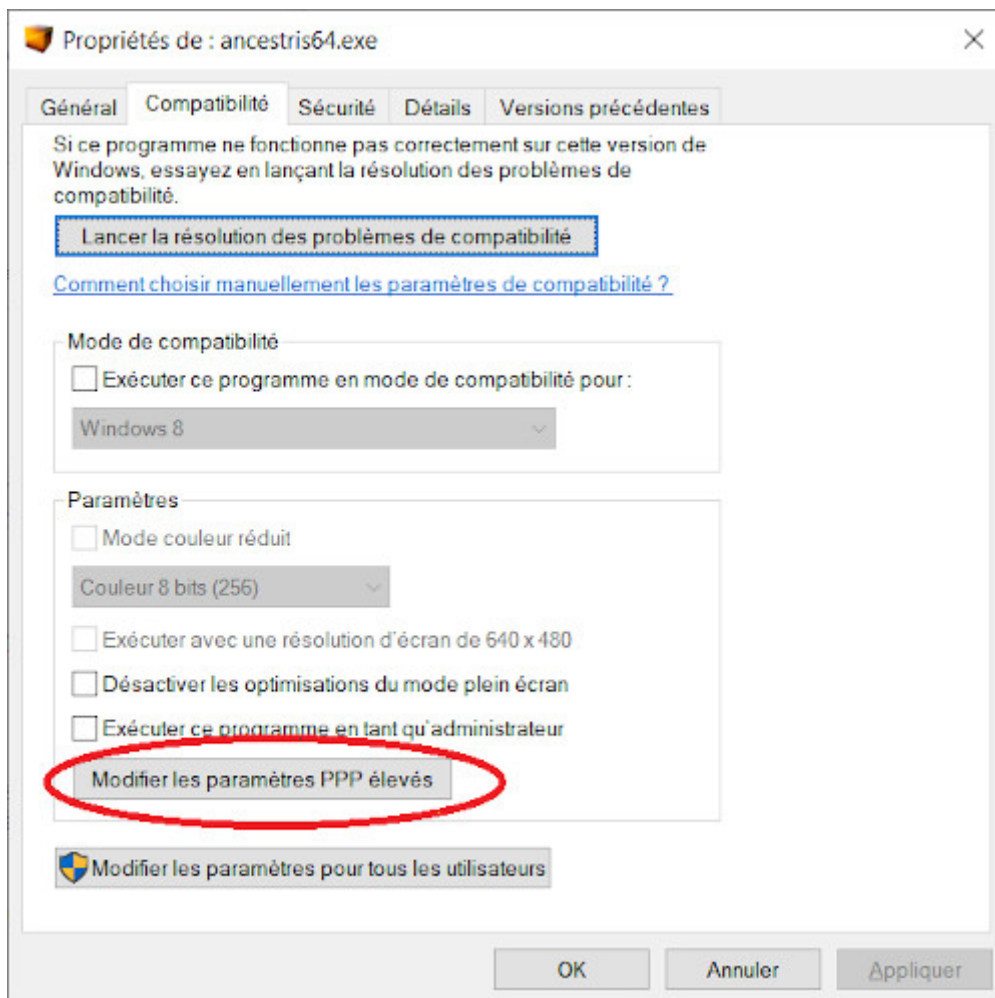 Propriétés de : ancestris64.exe
Général
Compatibilité
Sécurité
Détails
Versions précédentes
Si ce programme ne fonctionne pas correctement sur cette version de
Windows, essayez en lançant la résolution des problèmes de
compatibilité.
Lancer la résolution des problèmes de compatibilité
Comment choisir manuellement les paramètres de compatibilité ?
Mode de compatibilité
Exécuter ce programme en mode de compatibilité pour :
Windows 8
Paramètres
Mode couleur réduit
Couleur 8 bits (256)
Exécuter avec une résolution d'écran de 640 x 480
Désactiver les optimisations du mode plein écran
Exécuter ce programme en tant qu'administrateur
Modifier les paramètres PPP élevés
Modifier les paramètres pour tous les utilisateurs
OK
Annuler
Appliquer